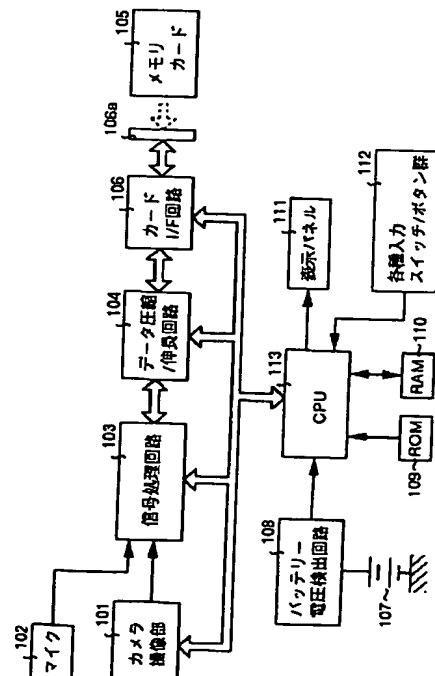 102
マイク
101
カメラ
撮像部
103
信号処理回路
104
データ圧縮
/伸長回路
106
カード
I/F回路
106a
105
メモリ
カード
107
108
バッテリー
電圧検出回路
113
CPU
109~ROM
RAM~110
111
表示パネル
112
各種入力
スイッチ/ボタン群